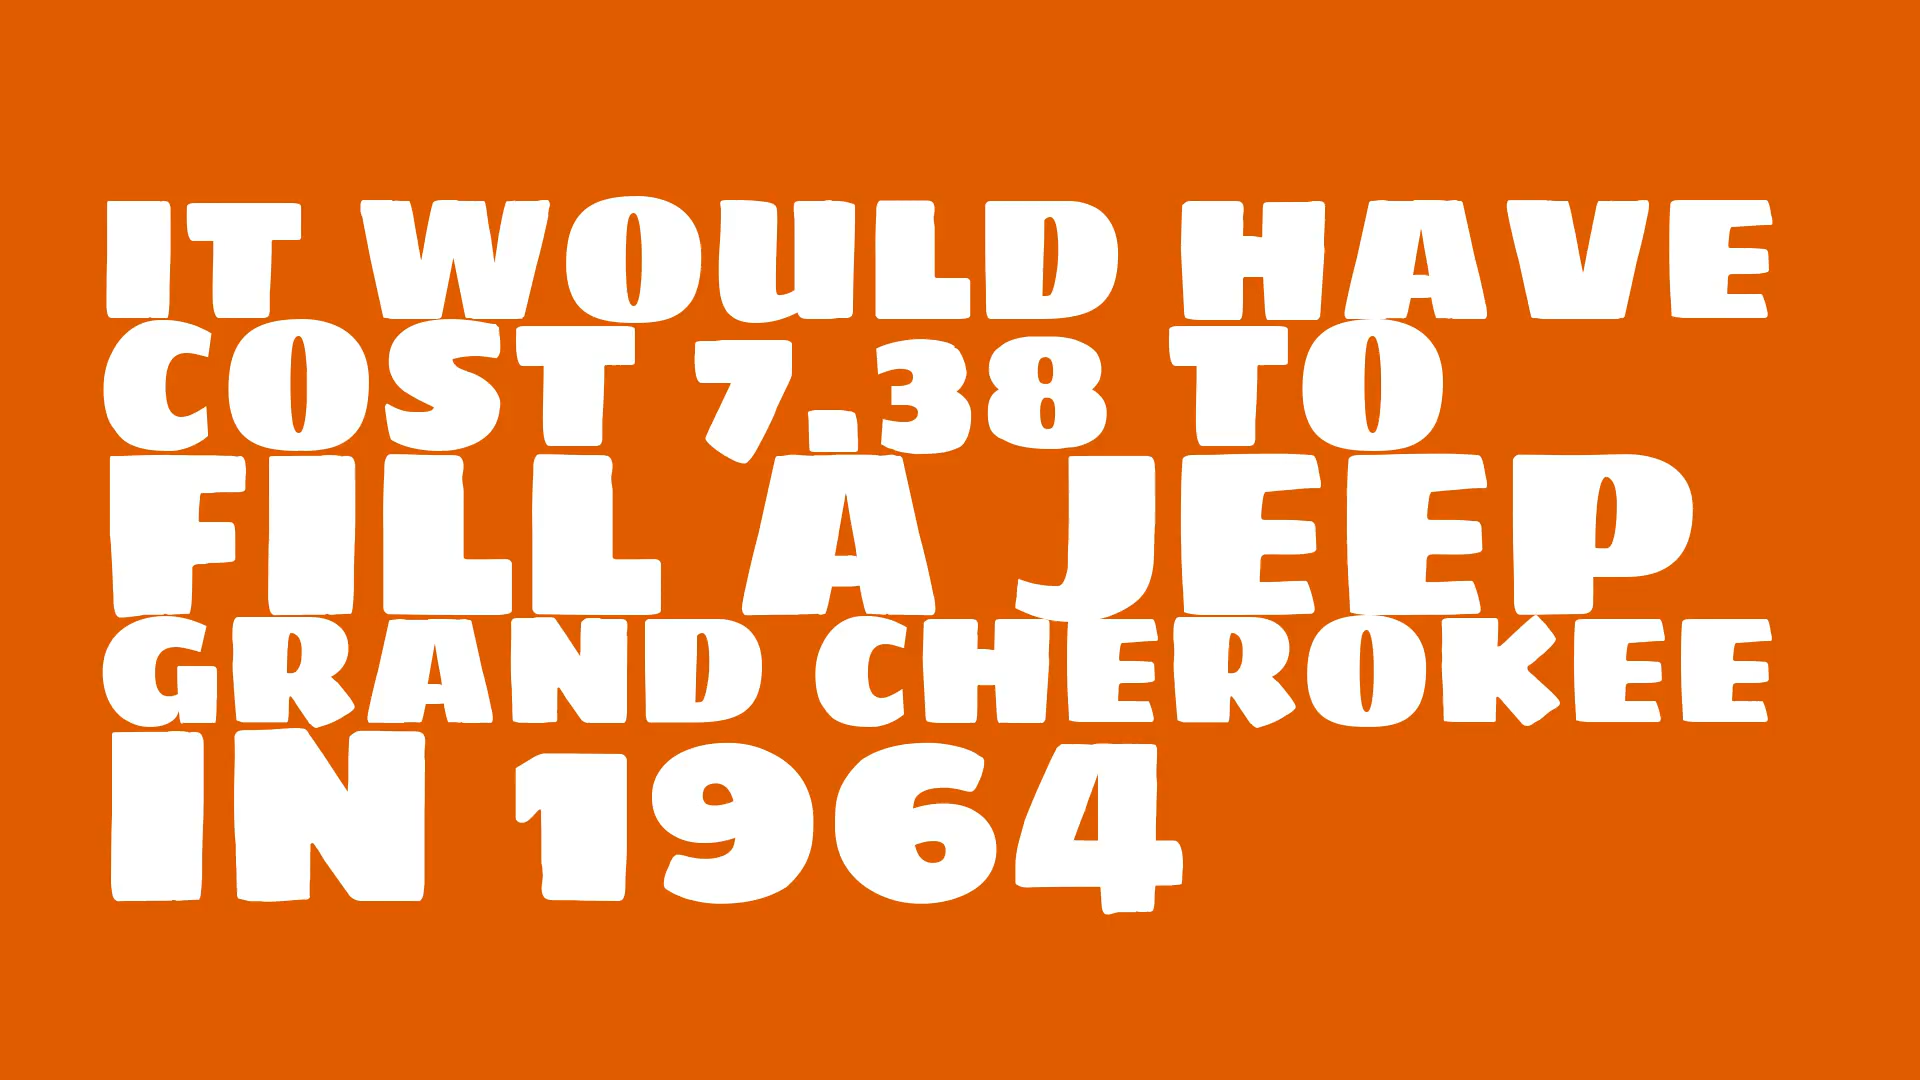 IT WOULD HAVE
COST 7.38 TO
FILL A JEEP
GRAND CHEROKEE
IN 1964